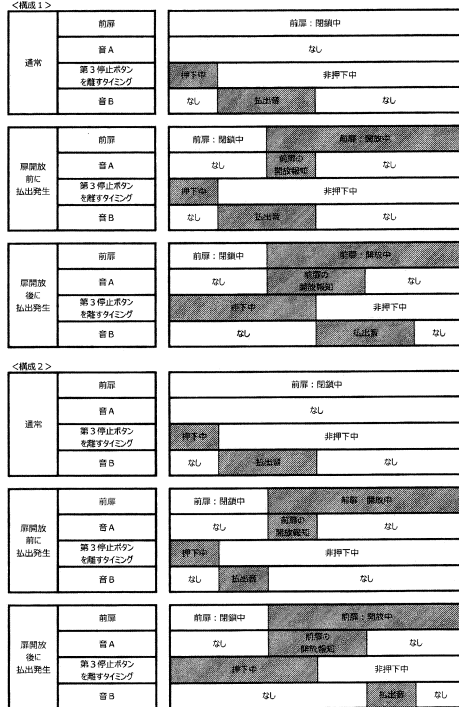 <構成1>
通常
前扉
前扉：閉鎖中
音A
なし
第3停止ボタン
を離すタイミング
押下中
非押下中
音B
なし
払出音
なし
扉開放
前に
払出発生
前扉
前扉：閉鎖中
前扉：開放中
音A
なし
前扉の
開放報知
なし
第3停止ボタン
を離すタイミング
押下中
非押下中
音B
なし
払出音
なし
扉開放
後に
払出発生
前扉
前扉：閉鎖中
前扉：開放中
音A
なし
前扉の
開放報知
なし
第3停止ボタン
を離すタイミング
押下中
非押下中
音B
なし
払出音
なし
<構成2>
通常
前扉
前扉：閉鎖中
音A
なし
第3停止ボタン
を離すタイミング
押下中
非押下中
音B
なし
払出音
なし
扉開放
前に
払出発生
前扉
前扉：閉鎖中
前扉：開放中
音A
なし
前扉の
開放報知
なし
第3停止ボタン
を離すタイミング
押下中
非押下中
音B
なし
払出音
なし
扉開放
後に
払出発生
前扉
前扉：閉鎖中
前扉：開放中
音A
なし
前扉の
開放報知
なし
第3停止ボタン
を離すタイミング
押下中
非押下中
音B
なし
払出音
なし